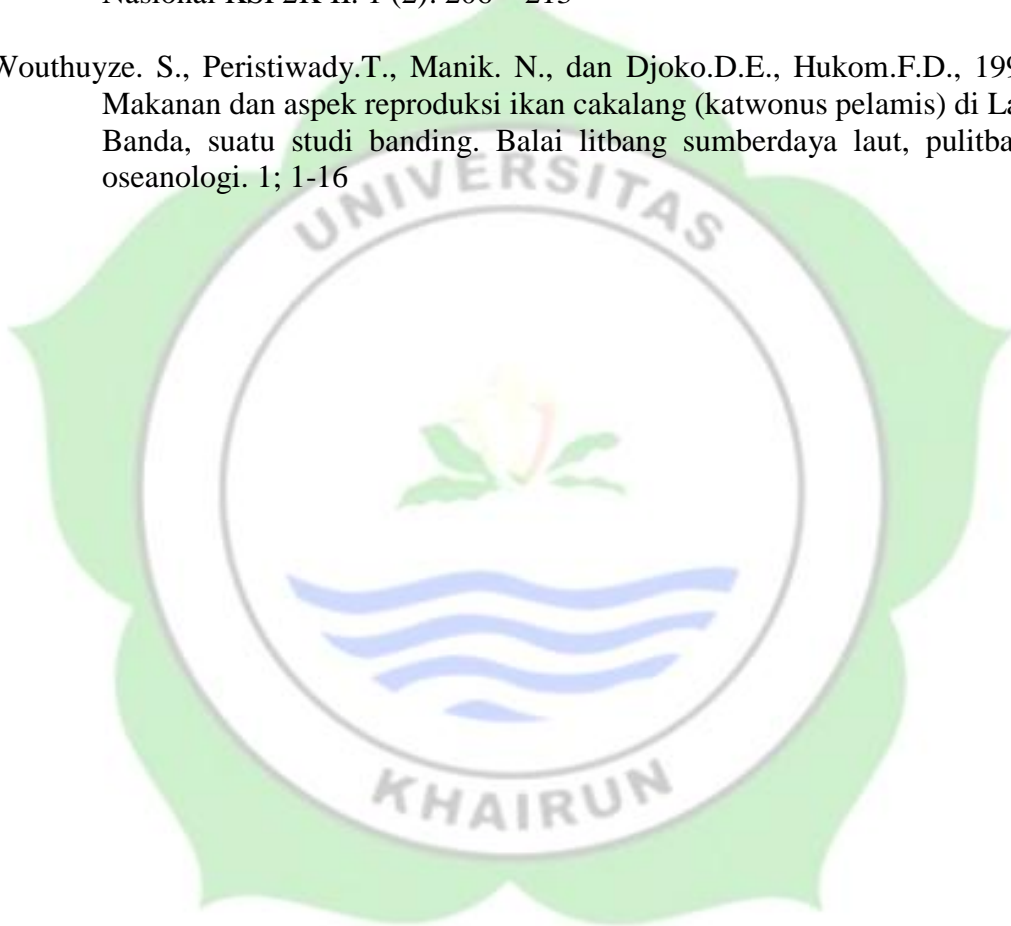 Wouthuyze. S., Peristiwady.T., Manik. N., dan Djoko.D.E., Hukom.F.D., 199
Makanan dan aspek reproduksi ikan cakalang (katwonus pelamis) di La
Banda, suatu studi banding. Balai litbang sumberdaya laut, pulitba
oseanologi. 1; 1-16
UNIVERSITAS
KHAIRUN